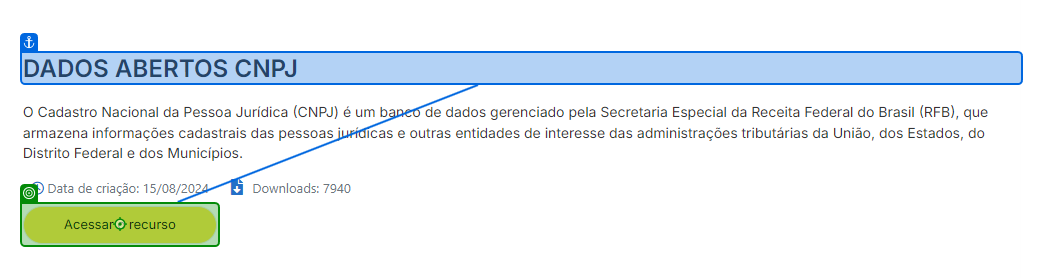 DADOS ABERTOS CNPJ
O Cadastro Nacional da Pessoa Jurídica (CNPJ) é um banco de dados gerenciado pela Secretaria Especial da Receita Federal do Brasil (RFB), que
armazena informações cadastrais das pessoas jurídicas e outras entidades de interesse das administrações tributárias da União, dos Estados, do
Distrito Federal e dos Municípios.
Data de criação: 15/08/2024 Downloads: 7940
Acessar o recurso